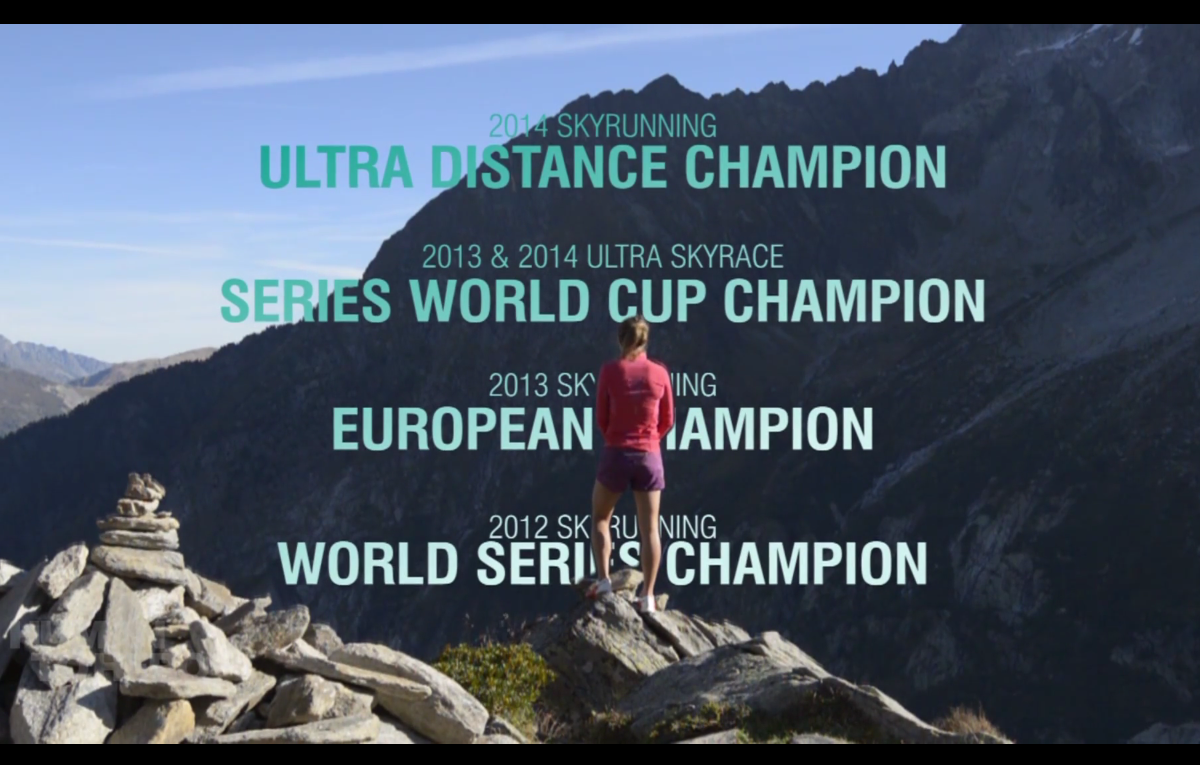 2014 SKYRUNNING
ULTRA DISTANCE CHAMPION
2013 & 2014 ULTRA SKYRACE
SERIES WORLD CUP CHAMPION
2013 SKYRUNNING
EUROPEAN CHAMPION
2012 SKYRUNNING
WORLD SERIES CHAMPION